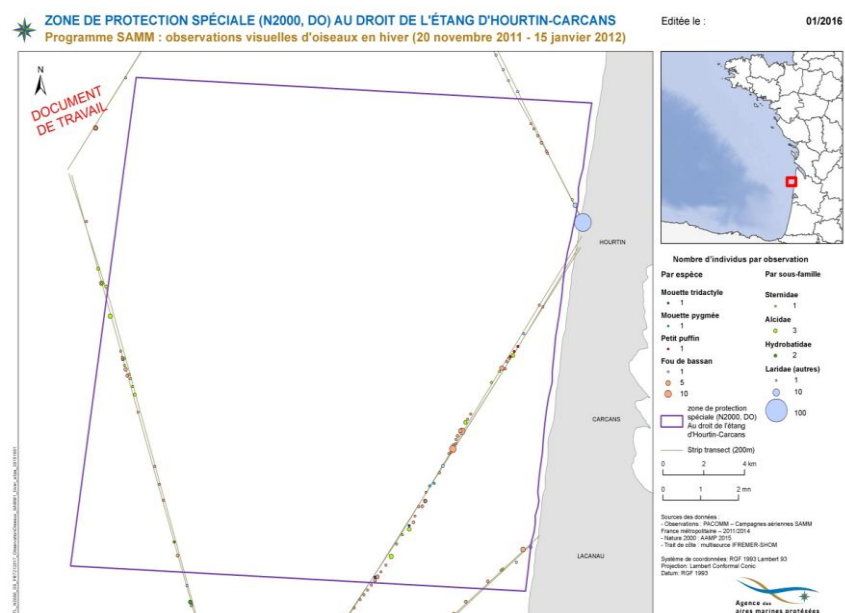 ZONE DE PROTECTION SPÉCIALE (N2000, DO) AU DROIT DE L'ÉTANG D'HOURTIN-CARCANS
Programme SAMM : observations visuelles d'oiseaux en hiver (20 novembre 2011 - 15 janvier 2012)
Editée le : 01/2016
N
DOCUMENT
DE TRAVAIL
HOURTIN
CARCANS
LACANAU
Nombre d'individus par observation
Par espèce
Mouette tridactyle
1
Mouette pygmée
1
Petit puffin
1
Fou de bassan
1
5
10
Par sous-famille
Sternidae
1
Alcidae
3
Hydrobatidae
2
Laridae (autres)
1
10
100
zone de protection
spéciale (N2000, DO)
Au droit de l'étang
d'Hourtin-Carcans
Strip transect (200m)
0 2 4 km
0 1 2 mn
Sources des données :
- Observations : PACOMM – Campagnes aériennes SAMM
France métropolitaine – 2011/2014
- Nature 2000 : AAMP 2015
- Trait de côte : multisource IFREMER-SHOM
Système de coordonnées: RGF 1993 Lambert 93
Projection: Lambert Conformal Conic
Datum: RGF 1993
Agence des
aires marines protégées